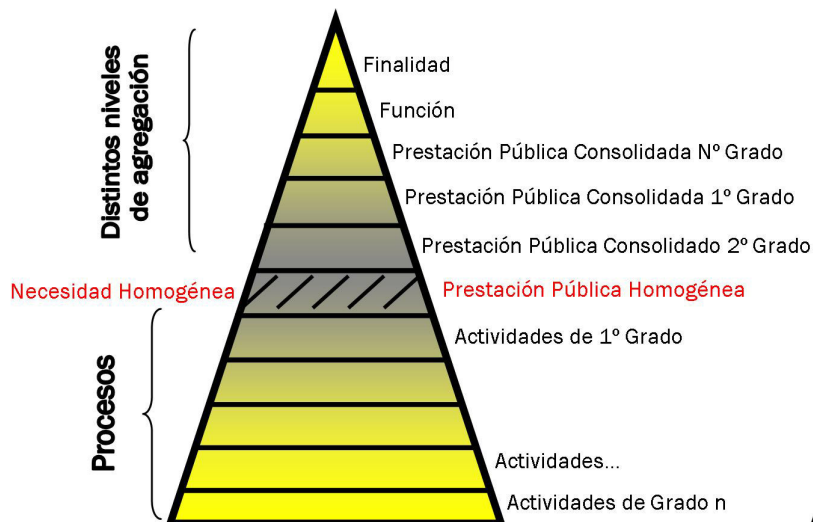 Distintos niveles
de agregación
Finalidad
Función
Prestación Pública Consolidada Nº Grado
Prestación Pública Consolidada 1º Grado
Prestación Pública Consolidado 2º Grado
Necesidad Homogénea
Prestación Pública Homogénea
Procesos
Actividades de 1º Grado
Actividades...
Actividades de Grado n